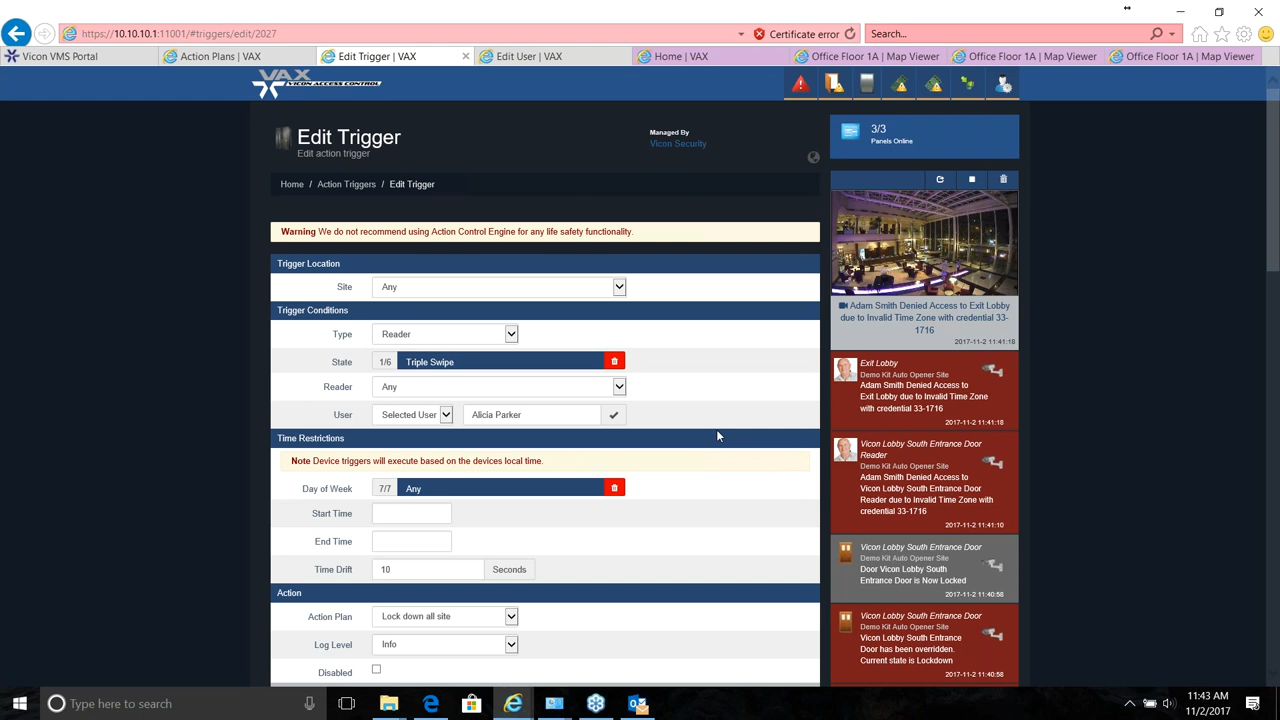 https://10.10.10.1:11001/#triggers/edit/2027
Certificate error
Search...
Vicon VMS Portal
Action Plans | VAX
Edit Trigger | VAX
Edit User | VAX
Home | VAX
Office Floor 1A | Map Viewer
Office Floor 1A | Map Viewer
Office Floor 1A | Map Viewer
VAX
VICON ACCESS CONTROL
Edit Trigger
Edit action trigger
Managed By
Vicon Security
Home / Action Triggers / Edit Trigger
Warning We do not recommend using Action Control Engine for any life safety functionality.
Trigger Location
Site Any
Trigger Conditions
Type Reader
State 1/6 Triple Swipe
Reader Any
User Selected User Alicia Parker
Time Restrictions
Note Device triggers will execute based on the devices local time.
Day of Week 7/7 Any
Start Time
End Time
Time Drift 10 Seconds
Action
Action Plan Lock down all site
Log Level Info
Disabled
3/3
Panels Online
Adam Smith Denied Access to Exit Lobby
due to Invalid Time Zone with credential 33-
1716
2017-11-2 11:41:18
Exit Lobby
Demo Kit Auto Opener Site
Adam Smith Denied Access to
Exit Lobby due to Invalid Time Zone
with credential 33-1716
2017-11-2 11:41:18
Vicon Lobby South Entrance Door
Reader
Demo Kit Auto Opener Site
Adam Smith Denied Access to
Vicon Lobby South Entrance Door
Reader due to Invalid Time Zone with
credential 33-1716
2017-11-2 11:41:10
Vicon Lobby South Entrance Door
Demo Kit Auto Opener Site
Door Vicon Lobby South
Entrance Door is Now Locked
2017-11-2 11:40:58
Vicon Lobby South Entrance Door
Demo Kit Auto Opener Site
Vicon Lobby South Entrance
Door has been overridden.
Current state is Lockdown
2017-11-2 11:40:58
Type here to search
11:43 AM
11/2/2017